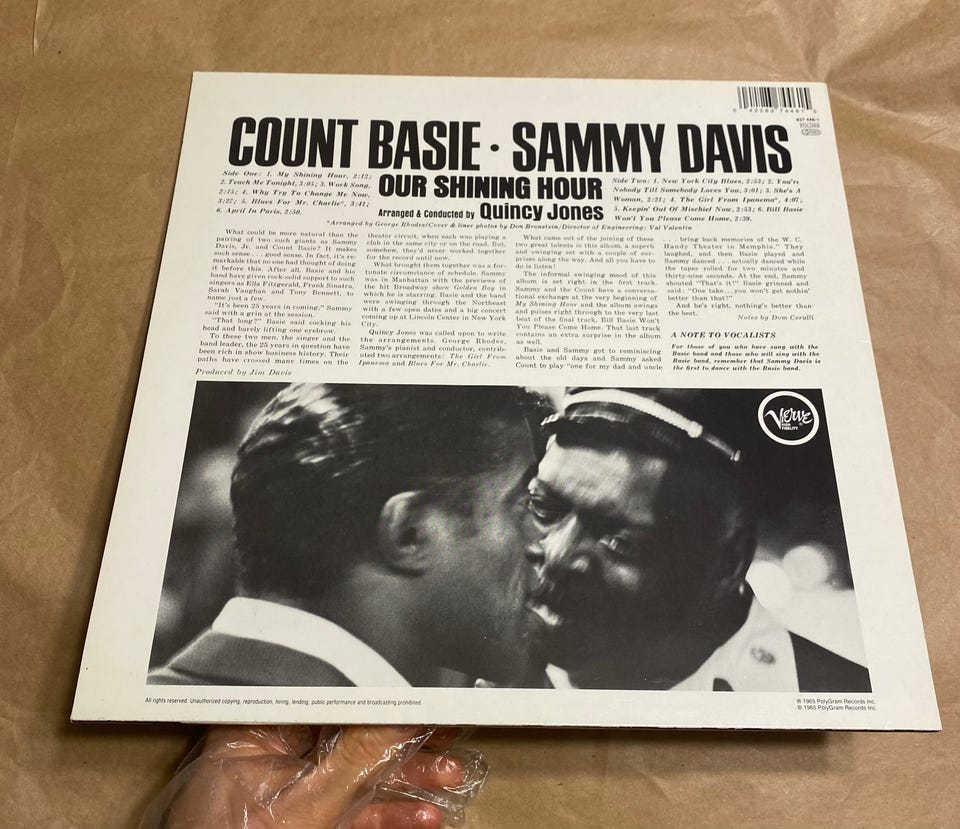 0 42283 74461 5
837 446-1
COUNT BASIE · SAMMY DAVIS
OUR SHINING HOUR
Arranged & Conducted by Quincy Jones
Side One: 1. My Shining Hour, 2:12;
2. Teach Me Tonight, 3:05; 3. Work Song,
2:15; 4. Why Try To Change Me Now,
3:27; 5. Blues For Mr. Charlie*, 3:41;
6. April In Paris, 2:50.
Side Two: 1. New York City Blues, 2:53; 2. You're
Nobody Till Somebody Loves You, 3:01; 3. She's A
Woman, 2:21; 4. The Girl From Ipanema*, 4:07;
5. Keepin' Out Of Mischief Now, 2:53; 6. Bill Basie
Won't You Please Come Home, 2:39.
*Arranged by George Rhodes/Cover & liner photos by Don Bronstein/Director of Engineering: Val Valentin
What could be more natural than the
pairing of two such giants as Sammy
Davis, Jr. and Count Basie? It makes
such sense . . . good sense. In fact, it's re-
markable that no one had thought of doing
it before this. After all, Basie and his
band have given rock-solid support to such
singers as Ella Fitzgerald, Frank Sinatra,
Sarah Vaughan and Tony Bennett, to
name just a few.
"It's been 25 years in coming," Sammy
said with a grin at the session.
"That long?" Basie said cocking his
head and barely lifting one eyebrow.
To these two men, the singer and the
band leader, the 25 years in question have
been rich in show business history. Their
paths have crossed many times on the
theater circuit, when each was playing a
club in the same city or on the road. But,
somehow, they'd never worked together
for the record until now.
What brought them together was a for-
tunate circumstance of schedule. Sammy
was in Manhattan with the previews of
the hit Broadway show Golden Boy in
which he is starring. Basie and the band
were swinging through the Northeast
with a few open dates and a big concert
coming up at Lincoln Center in New York
City.
Quincy Jones was called upon to write
the arrangements. George Rhodes,
Sammy's pianist and conductor, contrib-
uted two arrangements: The Girl From
Ipanema and Blues For Mr. Charlie.
What came out of the joining of these
two great talents is this album, a superb
and swinging set with a couple of sur-
prises along the way. And all you have to
do is listen!
The informal swinging mood of this
album is set right in the first track.
Sammy and the Count have a conversa-
tional exchange at the very beginning of
My Shining Hour and the album swings
and pulses right through to the very last
beat of the final track, Bill Basie Won't
You Please Come Home. That last track
contains an extra surprise in the album
as well.
Basie and Sammy got to reminiscing
about the old days and Sammy asked
Count to play "one for my dad and uncle
. . . bring back memories of the W. C.
Handy Theater in Memphis." They
laughed, and then Basie played and
Sammy danced . . . actually danced while
the tapes rolled for two minutes and
thirty-nine seconds. At the end, Sammy
shouted "That's it!" Basie grinned and
said: "One take...you won't get nothin'
better than that!"
And he's right, nothing's better than
the best.
Notes by Dom Cerulli
A NOTE TO VOCALISTS
For those of you who have sung with the
Basie band and those who will sing with the
Basie band, remember that Sammy Davis is
the first to dance with the Basie band.
Produced by Jim Davis
Verve
HIGH
FIDELITY
All rights reserved. Unauthorized copying, reproduction, hiring, lending, public performance and broadcasting prohibited.
℗ 1965 PolyGram Records Inc.
© 1965 PolyGram Records Inc.